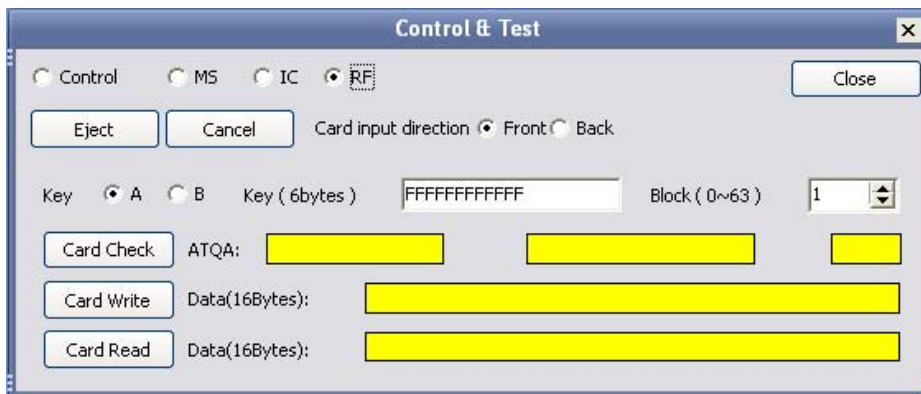 Control & Test
Control MS IC RF Close
Eject Cancel Card input direction Front Back
Key A B Key ( 6bytes ) FFFFFFFFFFFF Block ( 0~63 ) 1
Card Check ATQA:
Card Write Data(16Bytes):
Card Read Data(16Bytes):